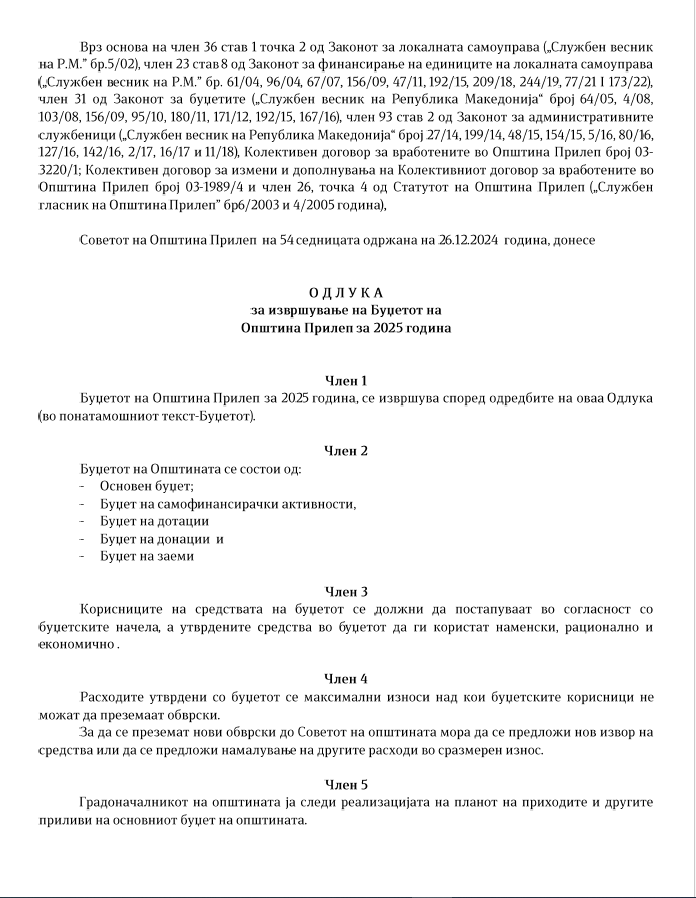 Врз основа на член 36 став 1 точка 2 од Законот за локалната самоуправа („Службен весник
на Р.М.” бр.5/02), член 23 став 8 од Законот за финансирање на единиците на локалната самоуправа
(„Службен весник на Р.М.” бр. 61/04, 96/04, 67/07, 156/09, 47/11, 192/15, 209/18, 244/19, 77/21 I 173/22),
член 31 од Законот за буџетите („Службен весник на Република Македонија“ број 64/05, 4/08,
103/08, 156/09, 95/10, 180/11, 171/12, 192/15, 167/16), член 93 став 2 од Законот за административните
службеници („Службен весник на Република Македонија“ број 27/14, 199/14, 48/15, 154/15, 5/16, 80/16,
127/16, 142/16, 2/17, 16/17 и 11/18), Колективен договор за вработените во Општина Прилеп број 03-
3220/1; Колективен договор за измени и дополнувања на Колективниот договор за вработените во
Општина Прилеп број 03-1989/4 и член 26, точка 4 од Статутот на Општина Прилеп („Службен
гласник на Општина Прилеп” бр6/2003 и 4/2005 година),
Советот на Општина Прилеп на 54 седницата одржана на 26.12.2024 година, донесе
О Д Л У К А
за извршување на Буџетот на
Општина Прилеп за 2025 година
Член 1
Буџетот на Општина Прилеп за 2025 година, се извршува според одредбите на оваа Одлука
(во понатамошниот текст-Буџетот).
Член 2
Буџетот на Општината се состои од:
- Основен буџет;
- Буџет на самофинансирачки активности,
- Буџет на дотации
- Буџет на донации и
- Буџет на заеми
Член 3
Корисниците на средствата на буџетот се должни да постапуваат во согласност со
буџетските начела, а утврдените средства во буџетот да ги користат наменски, рационално и
економично .
Член 4
Расходите утврдени со буџетот се максимални износи над кои буџетските корисници не
можат да преземаат обврски.
За да се преземат нови обврски до Советот на општината мора да се предложи нов извор на
средства или да се предложи намалување на другите расходи во сразмерен износ.
Член 5
Градоначалникот на општината ја следи реализацијата на планот на приходите и другите
приливи на основниот буџет на општината.